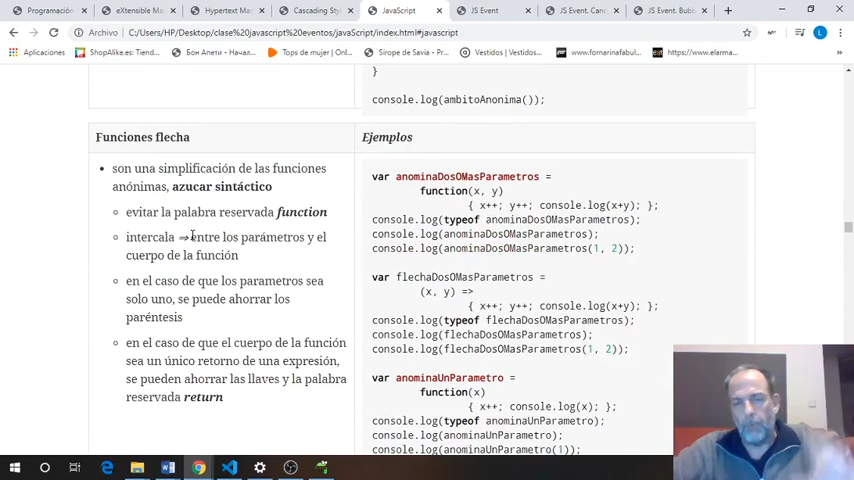 Programación
eXtensible Ma
Hypertext Ma
Cascading Styl
JavaScript
JS Event
JS Event. Canc
JS Event. Bubb
Archivo | C:/Users/HP/Desktop/clase%20javascript%20eventos/javaScript/index.html#javascript
L
Aplicaciones
ShopAlike.es: Tiend...
Бон Апети - Начал...
Tops de mujer | Onl...
Sirope de Savia - pr...
Vestidos | Vestidos...
www.fornarinafabul...
https://www.elarma...
}
console.log(ambitoAnonima());
Funciones flecha
Ejemplos
• son una simplificación de las funciones
anónimas, azucar sintáctico
evitar la palabra reservada function
intercala ⇒ entre los parámetros y el
cuerpo de la función
en el caso de que los parametros sea
solo uno, se puede ahorrar los
paréntesis
en el caso de que el cuerpo de la función
sea un único retorno de una expresión,
se pueden ahorrar las llaves y la palabra
reservada return
var anominaDosOMasParametros =
function(x, y)
{ x++; y++; console.log(x+y); };
console.log(typeof anominaDosOMasParametros);
console.log(anominaDosOMasParametros);
console.log(anominaDosOMasParametros(1, 2));
var flechaDosOMasParametros =
(x, y) =>
{ x++; y++; console.log(x+y); };
console.log(typeof flechaDosOMasParametros);
console.log(flechaDosOMasParametros);
console.log(flechaDosOMasParametros(1, 2));
var anominaUnParametro =
function(x)
{ x++; console.log(x); };
console.log(typeof anominaUnParametro);
console.log(anominaUnParametro);
console.log(anominaUnParametro(1));